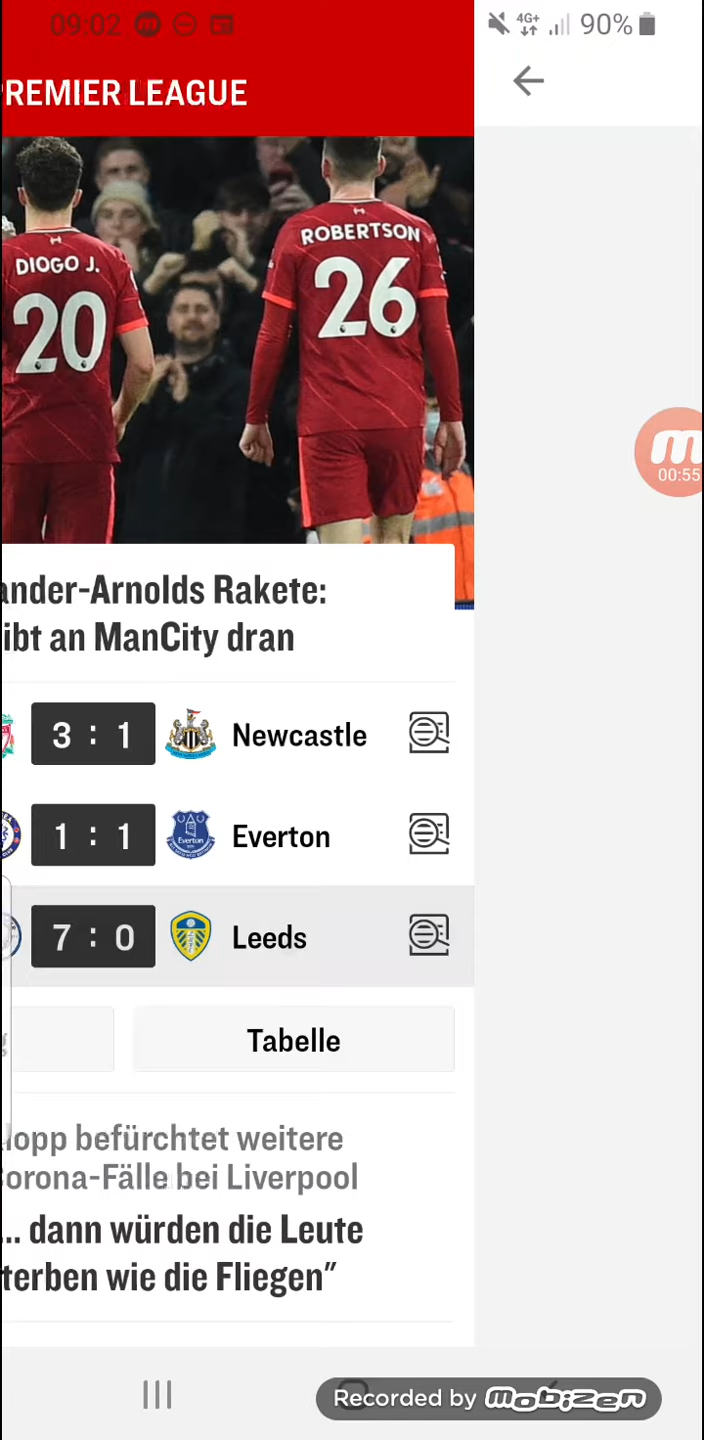 09:02
4G+ 90%
REMIER LEAGUE
DIOGO J.
20
ROBERTSON
26
00:55
ander-Arnolds Rakete:
ibt an ManCity dran
3 : 1 Newcastle
1 : 1 Everton
7 : 0 Leeds
Tabelle
lopp befürchtet weitere
orona-Fälle bei Liverpool
... dann würden die Leute
terben wie die Fliegen”
Recorded by mobizen